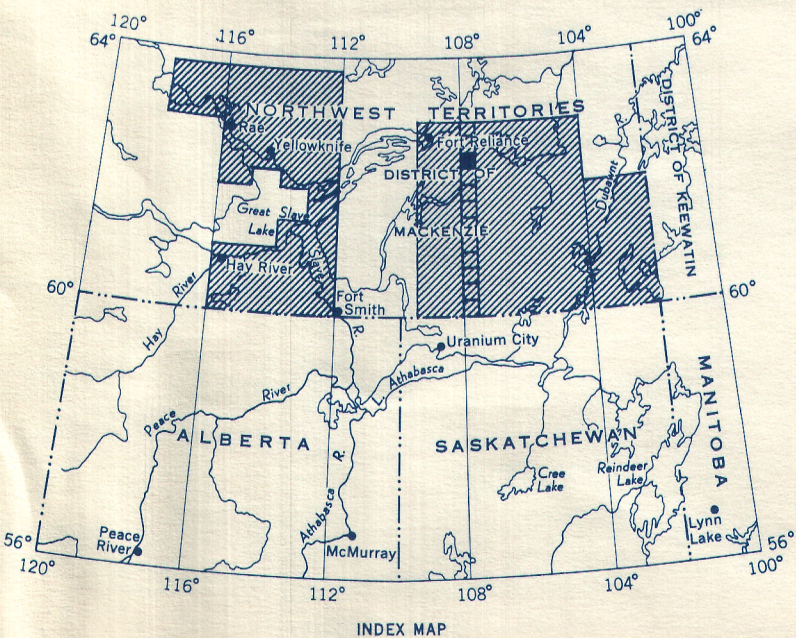 120°
116°
112°
108°
104°
100°
64°
64°
NORTHWEST TERRITORIES
Rae
Yellowknife
Fort Reliance
DISTRICT OF
MACKENZIE
DISTRICT OF KEEWATIN
Dubawnt
R.
Great Slave
Lake
Slave
Hay River
60°
River
Hay
Fort
Smith
R.
60°
Uranium City
L. Athabasca
River
Peace
ALBERTA
SASKATCHEWAN
MANITOBA
R.
Athabasca
Cree
Lake
Reindeer
Lake
Peace
River
McMurray
Lynn
Lake
56°
56°
120°
116°
112°
108°
104°
100°
INDEX MAP